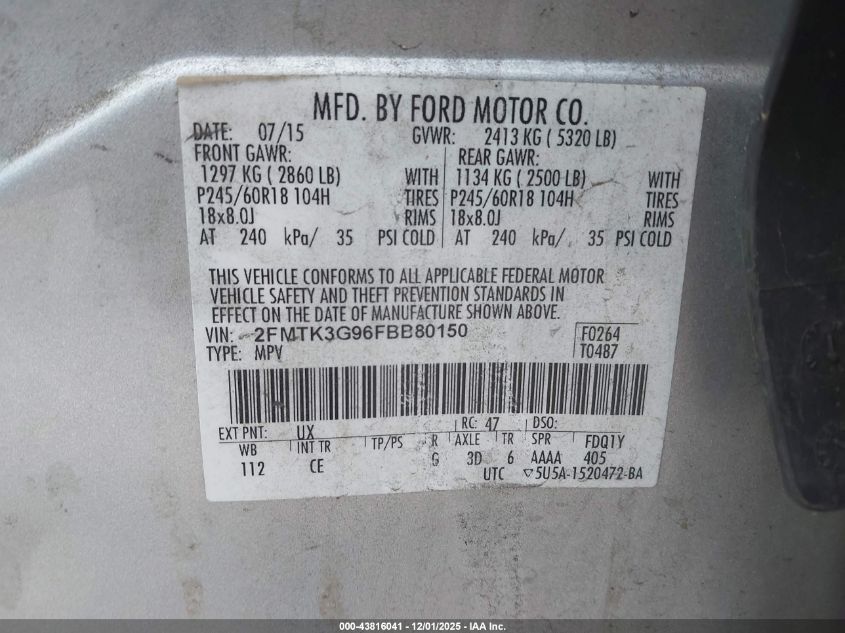 MFD. BY FORD MOTOR CO.
DATE: 07/15 GVWR: 2413 KG ( 5320 LB)
FRONT GAWR: REAR GAWR:
1297 KG ( 2860 LB) WITH 1134 KG ( 2500 LB) WITH
P245/60R18 104H TIRES P245/60R18 104H TIRES
18x8.0J RIMS 18x8.0J RIMS
AT 240 kPa/ 35 PSI COLD AT 240 kPa/ 35 PSI COLD
THIS VEHICLE CONFORMS TO ALL APPLICABLE FEDERAL MOTOR
VEHICLE SAFETY AND THEFT PREVENTION STANDARDS IN
EFFECT ON THE DATE OF MANUFACTURE SHOWN ABOVE.
VIN: 2FMTK3G96FBB80150 F0264
TYPE: MPV T0487
EXT PNT: UX RC: 47 DSO:
WB INT TR TP/PS R AXLE TR SPR FDQ1Y
112 CE G 3D 6 AAAA 405
UTC ▽5U5A-1520472-BA
000-43816041 - 12/01/2025 - IAA Inc.